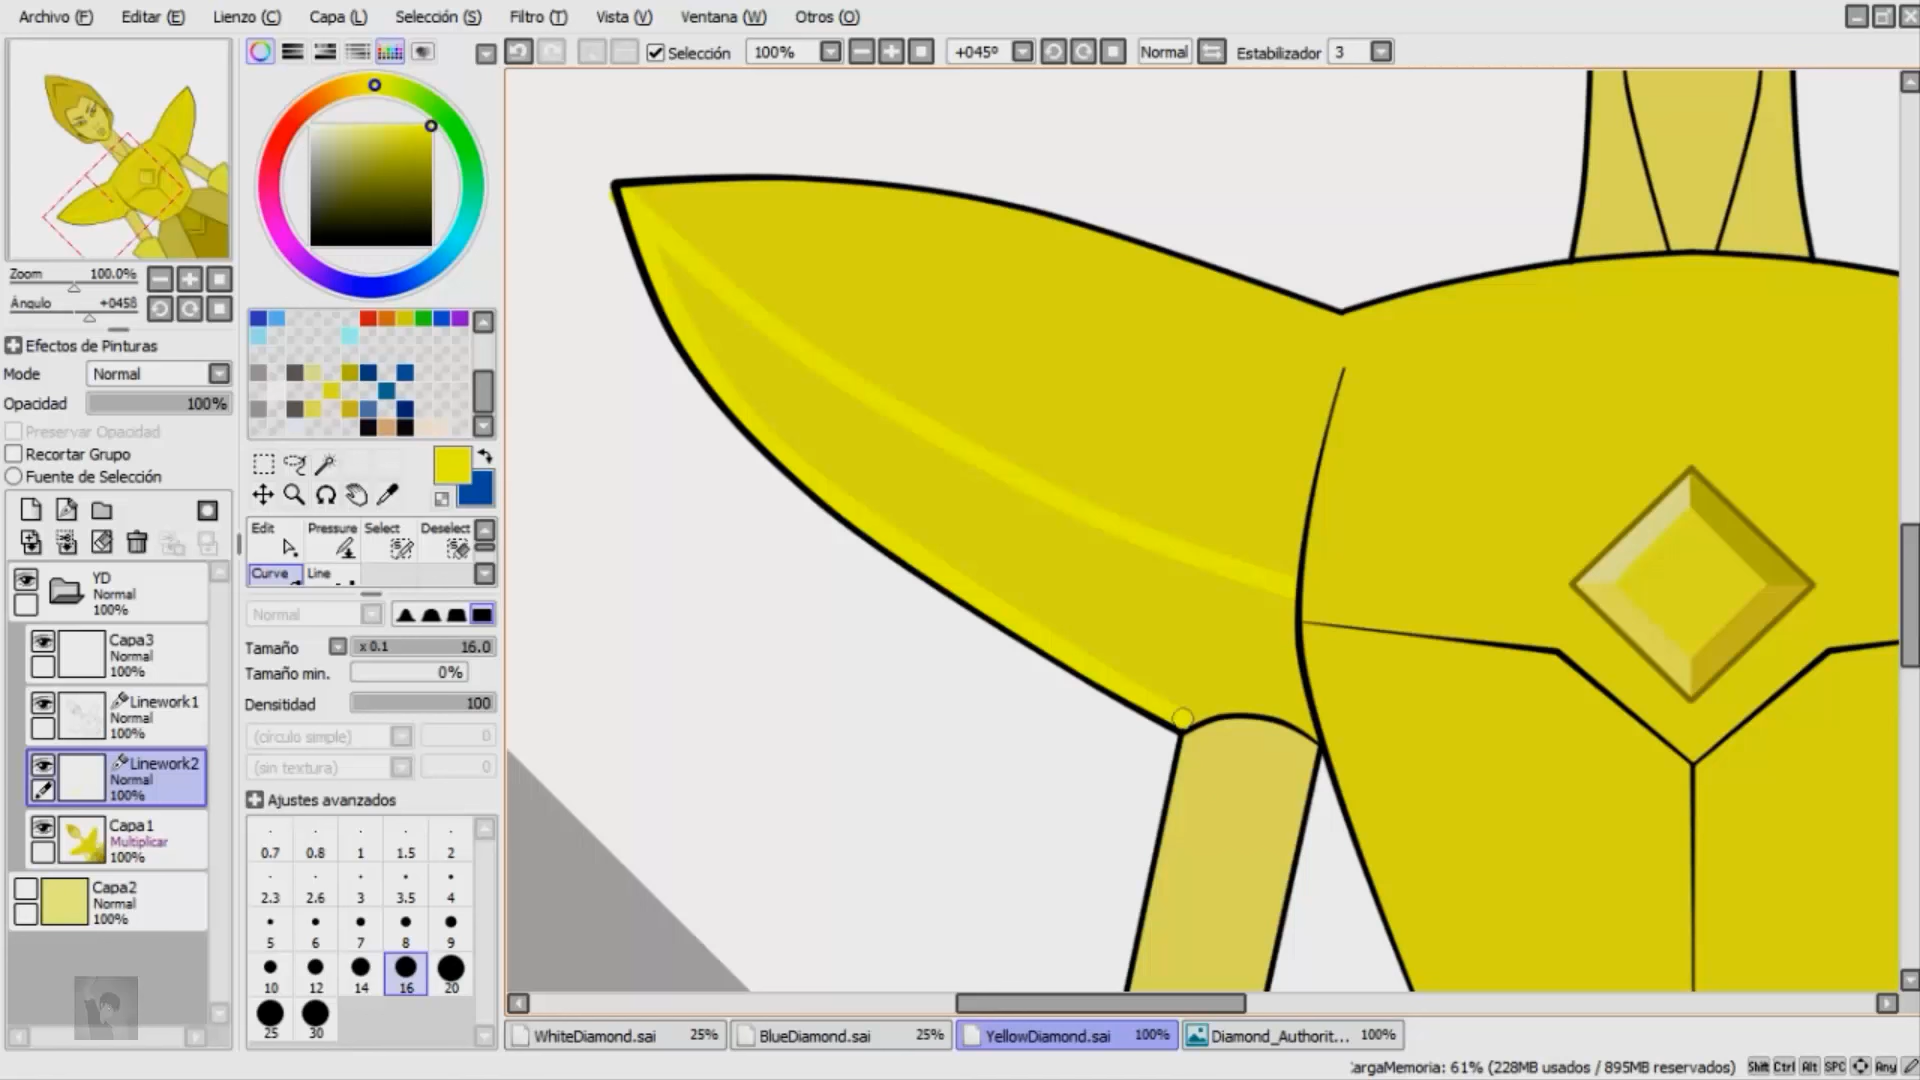 Archivo (F) Editar (E) Lienzo (C) Capa (L) Selección (S) Filtro (T) Vista (V) Ventana (W) Otros (O)
Selección 100% +045º Normal Estabilizador 3
Zoom 100.0%
Ángulo +045º
Efectos de Pinturas
Mode Normal
Opacidad 100%
Preservar Opacidad
Recortar Grupo
Fuente de Selección
YD
Normal
100%
Capa3
Normal
100%
Linework1
Normal
100%
Linework2
Normal
100%
Capa1
Multiplicar
100%
Capa2
Normal
100%
Edit Pressure Select Deselect
Curve Line
Normal
Tamaño x 0.1 16.0
Tamaño min. 0%
Densitidad 100
(círculo simple) 0
(sin textura) 0
Ajustes avanzados
0.7 0.8 1 1.5 2
2.3 2.6 3 3.5 4
5 6 7 8 9
10 12 14 16 20
25 30
WhiteDiamond.sai 25% BlueDiamond.sai 25% YellowDiamond.sai 100% Diamond_Authorit... 100%
argaMemoria: 61% (228MB usados / 895MB reservados) Shift Ctrl Alt SPC Any